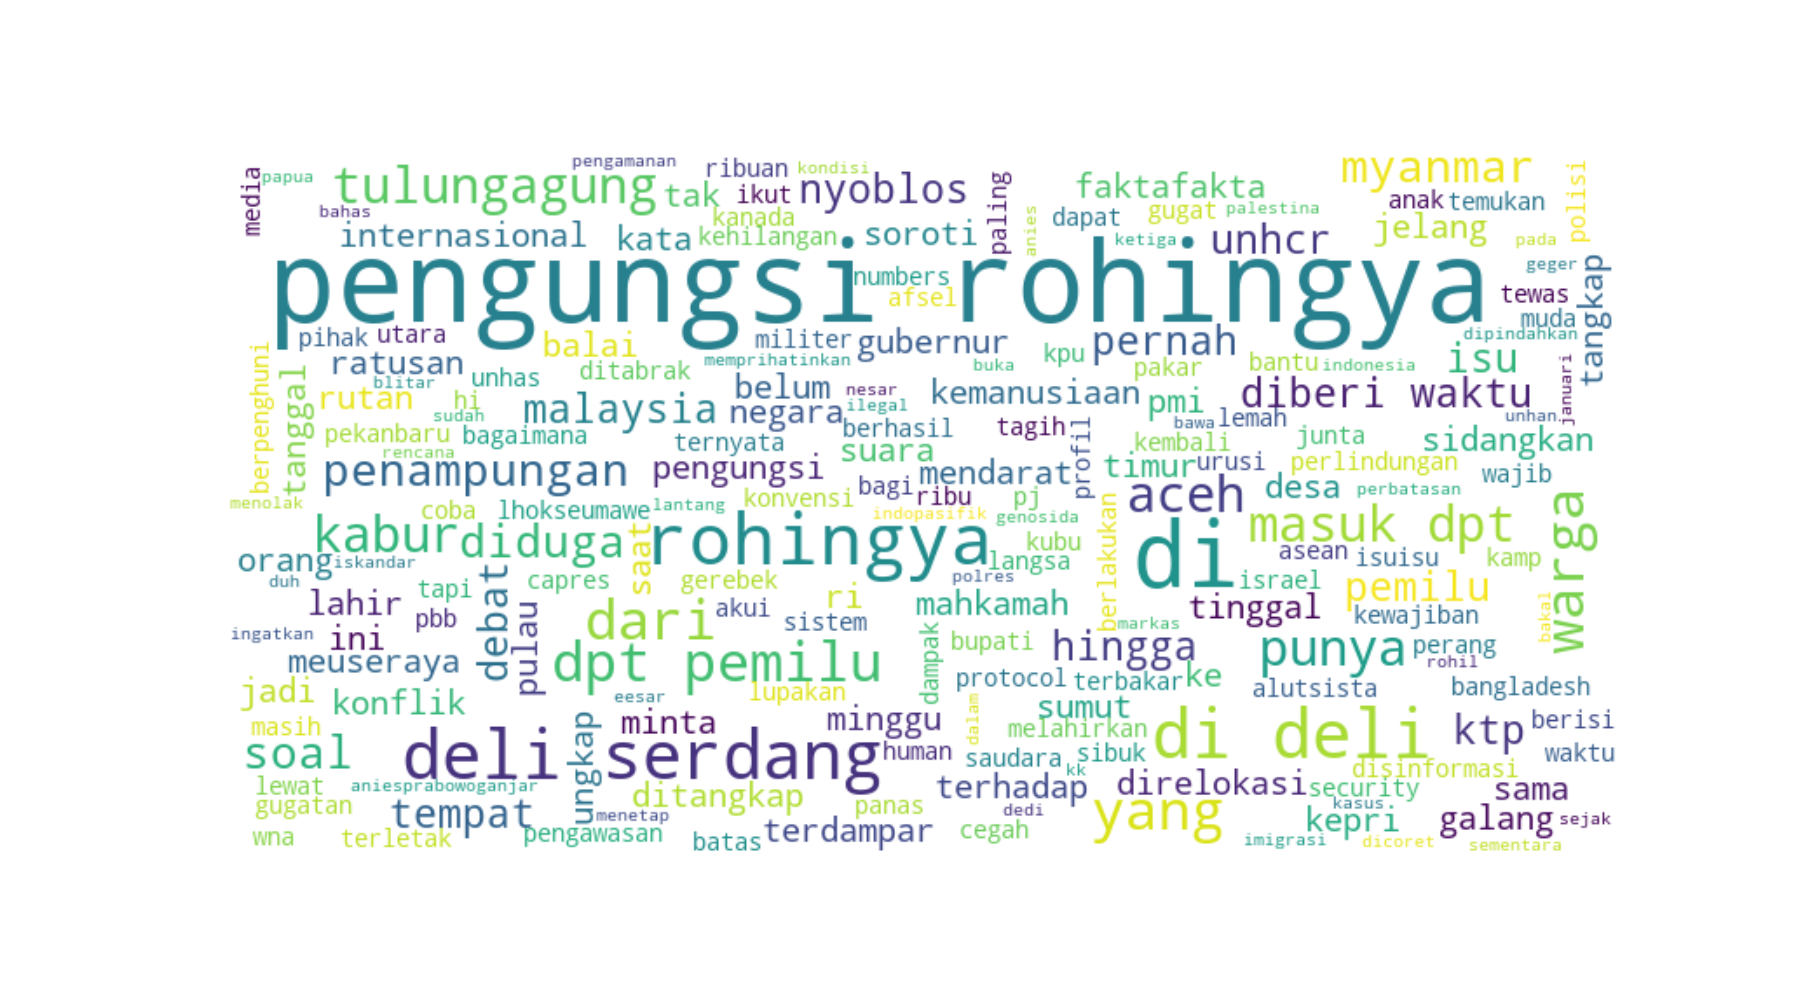 pengamanan ribuan kondisi
media papua tulungagung tak ikut nyoblos paling faktafakta myanmar anak temukan polisi
bahas kanada anies dapat gugat palestina
internasional kata kehilangan soroti ketiga unhcr jelang pada
pengungsi rohingya
numbers geger tangkap
afsel tewas
pihak utara balai militer gubernur pernah muda dipindahkan
ratusan ditabrak memprihatinkan kpu pakar bantu indonesia isu
berpenghuni tanggal blitar unhas buka januari
rutan hi malaysia belum nesar kemanusiaan pmi diberi waktu
sudah negara ilegal bawa lemah unhan
pekanbaru bagaimana ternyata berhasil tagih profil kembali junta sidangkan
rencana suara
penampungan pengungsi mendarat timur urusi perlindungan wajib
menolak konvensi bagi ribu pj aceh desa perbatasan
coba lhokseumawe lantang indopasifik genosida berlakukan warga
kabur diduga saat rohingya kubu di masuk dpt
orang iskandar langsa asean isuisu kamp
duh tapi capres gerebek polres israel pemilu
lahir pbb debat pulau dari akui ri mahkamah tinggal kewajiban bakal
ingatkan ini sistem dampak bupati markas
meuseraya dpt pemilu hingga punya perang rohil
jadi eesar lupakan protocol terbakar ke alutsista bangladesh
konflik sumut
masih ungkap minta minggu dalam melahirkan di deli ktp berisi
soal deli serdang human saudara sibuk waktu
kk disinformasi
lewat aniesprabowoganjar terhadap direlokasi security sama
gugatan ditangkap panas dedi yang kasus
tempat menetap kepri galang sejak
wna terletak pengawasan batas terdampar cegah imigrasi dicoret sementara